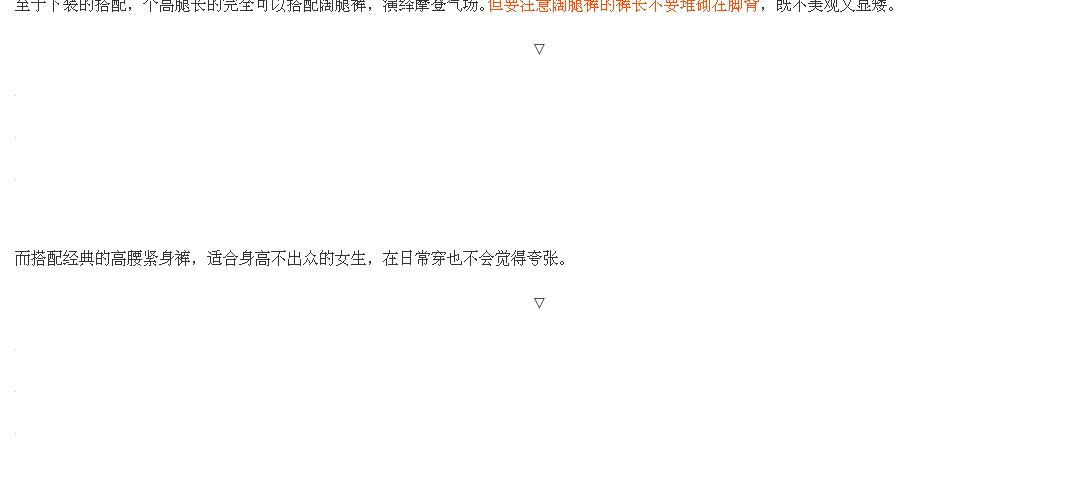 至于下装的搭配，个高腿长的完全可以搭配阔腿裤，演绎摩登气场。但要注意阔腿裤的裤长不要堆砌在脚背，既不美观又显矮。
▽
而搭配经典的高腰紧身裤，适合身高不出众的女生，在日常穿也不会觉得夸张。
▽